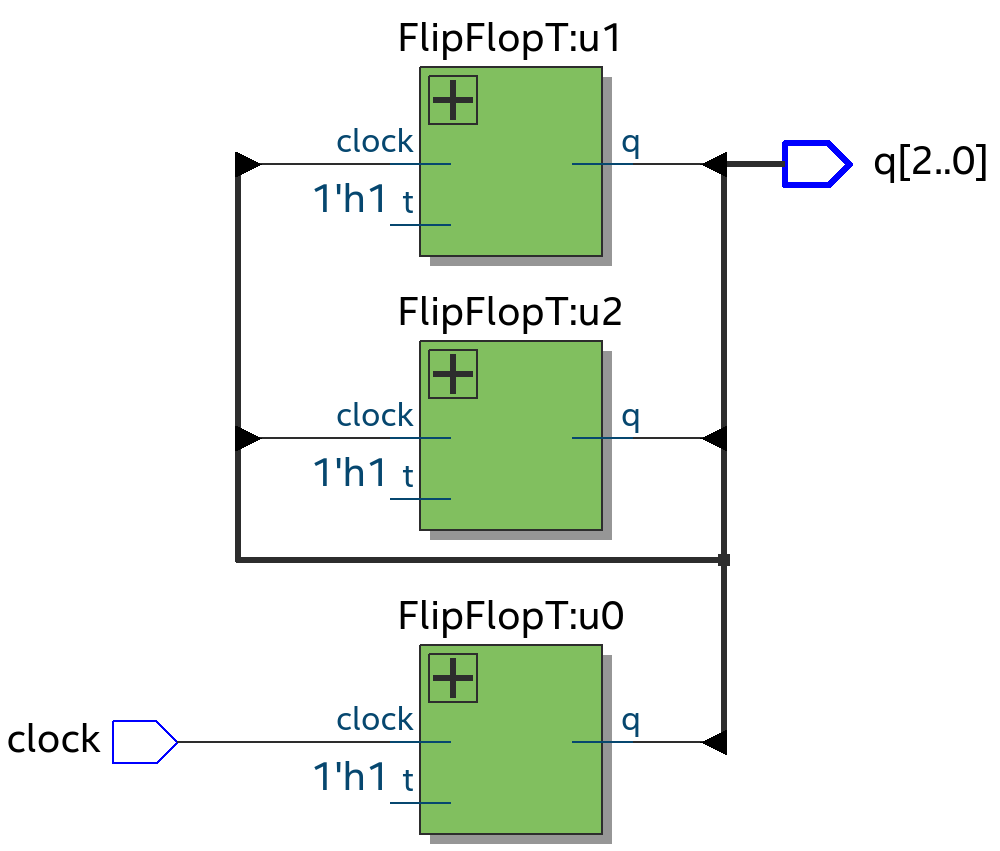 FlipFlopT:u1
clock
q
1'h1 t
q[2..0]
FlipFlopT:u2
clock
q
1'h1 t
FlipFlopT:u0
clock
q
1'h1 t
clock